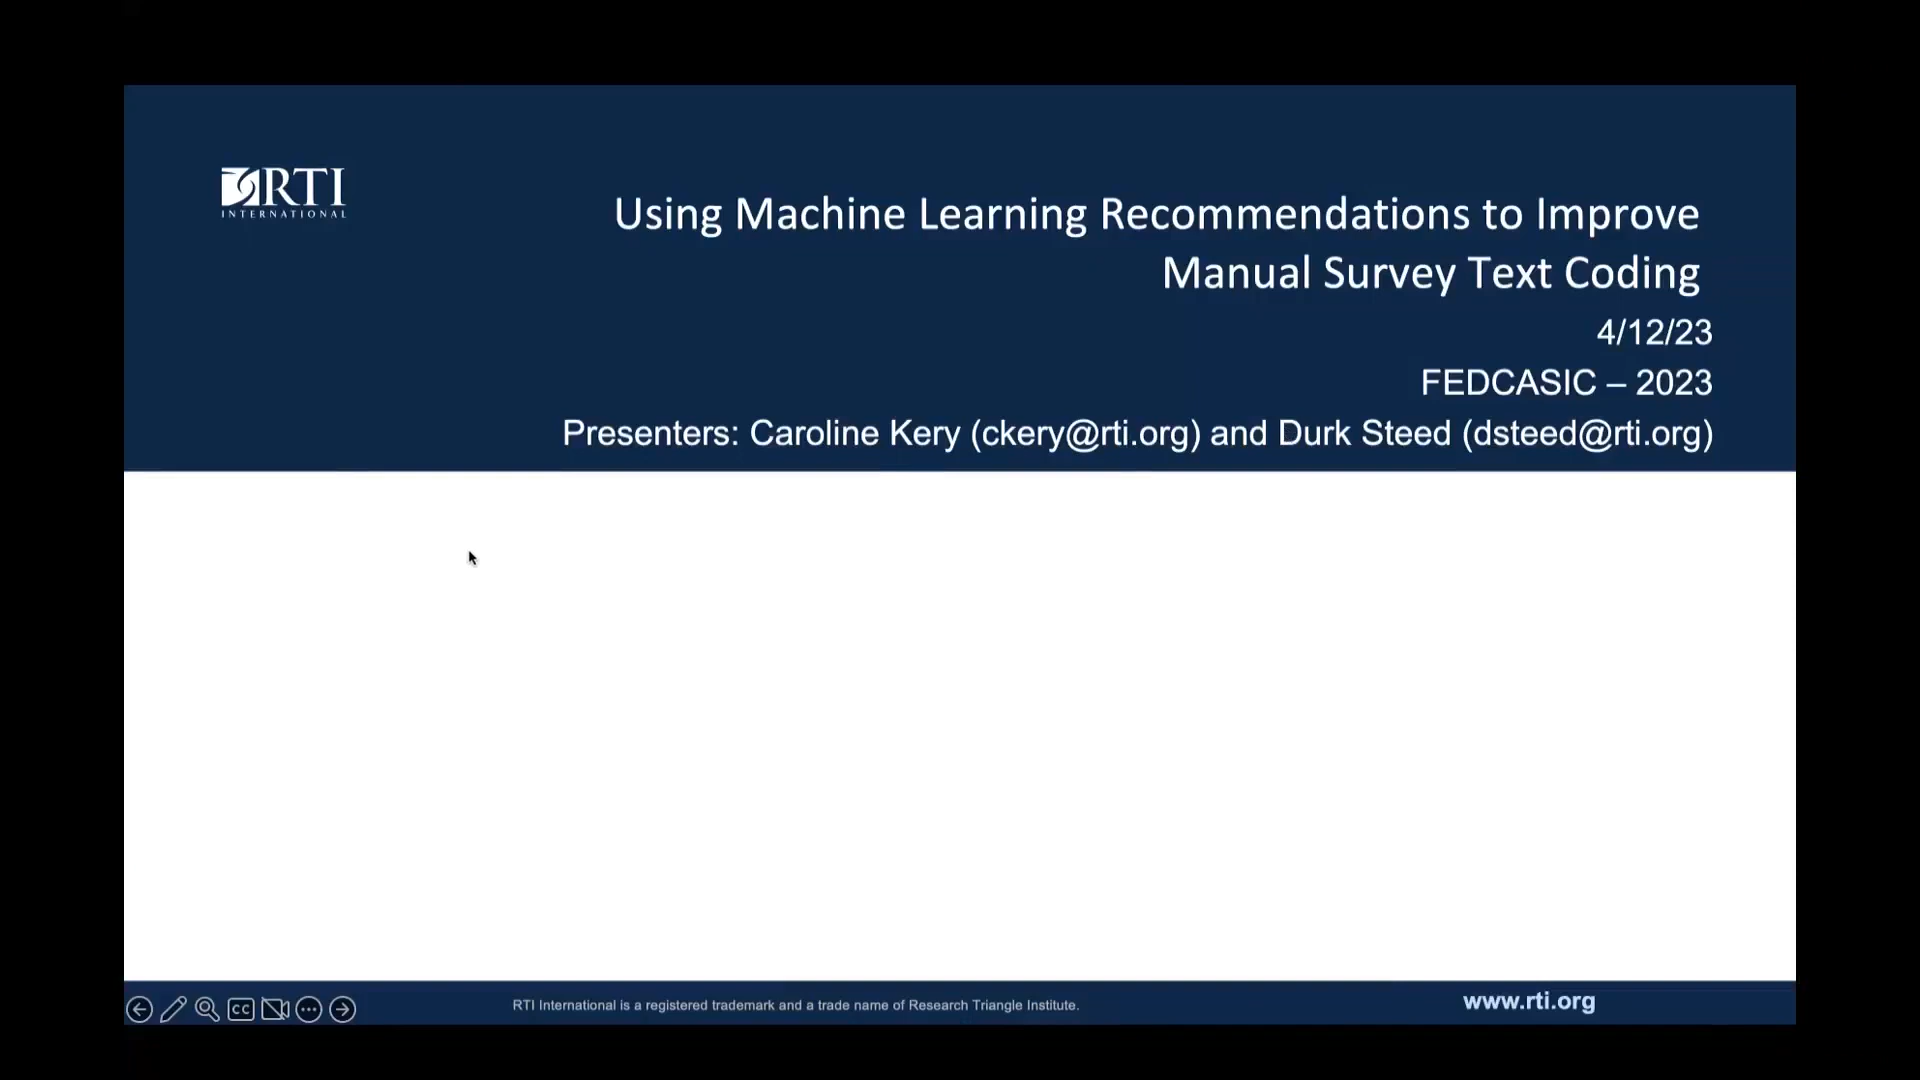 RTI
INTERNATIONAL
Using Machine Learning Recommendations to Improve
Manual Survey Text Coding
4/12/23
FEDCASIC – 2023
Presenters: Caroline Kery (ckery@rti.org) and Durk Steed (dsteed@rti.org)
CC
RTI International is a registered trademark and a trade name of Research Triangle Institute.
www.rti.org